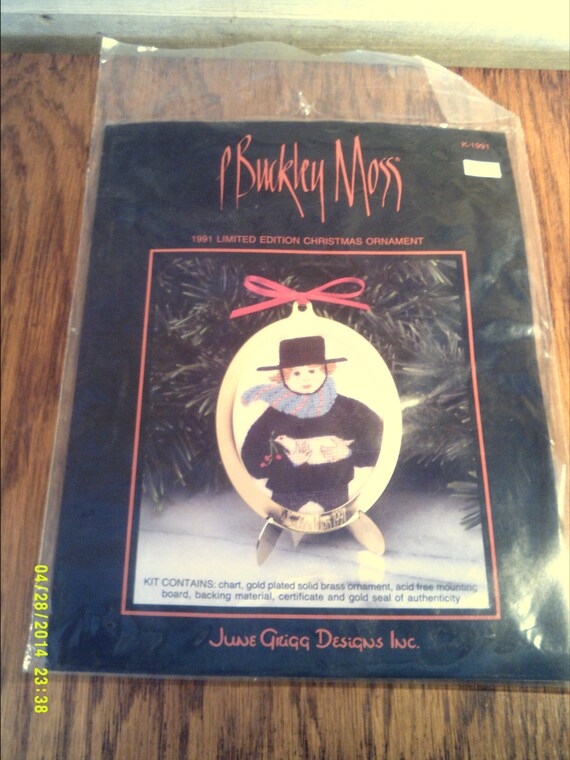 P Buckley Moss®
K-1991
1991 LIMITED EDITION CHRISTMAS ORNAMENT
KIT CONTAINS: chart, gold plated solid brass ornament, acid free mounting
board, backing material, certificate and gold seal of authenticity
JUNE GRIGG DESIGNS INC.
04/28/2014 23:38